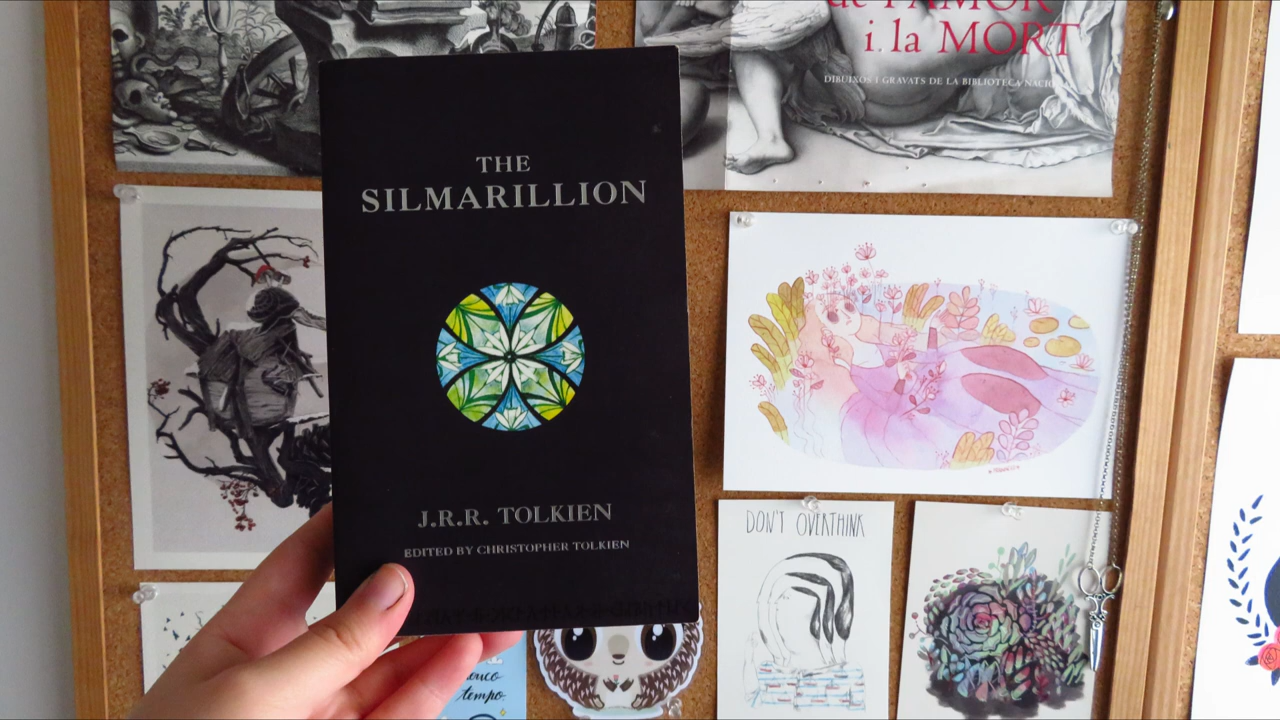 de l'AMOR
i la MORT
DIBUIXOS I GRAVATS DE LA BIBLIOTECA
THE
SILMARILLION
J.R.R. TOLKIEN
EDITED BY CHRISTOPHER TOLKIEN
DON'T OVERTHINK
tempo